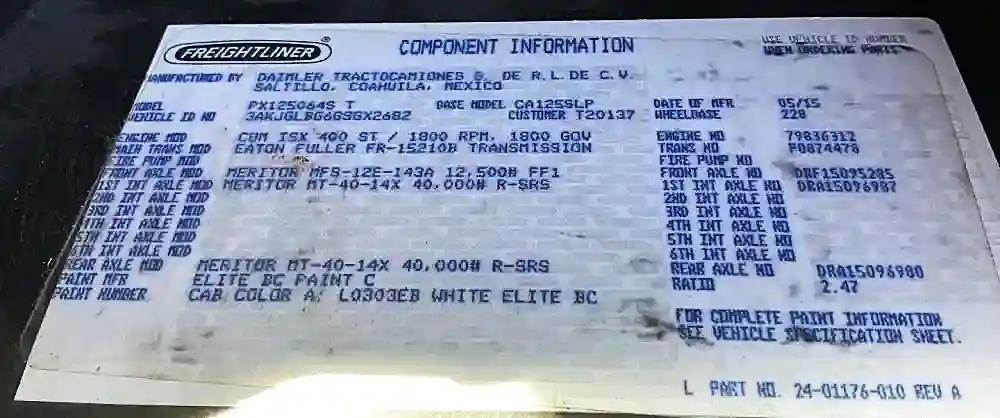 FREIGHTLINER ® COMPONENT INFORMATION USE VEHICLE ID NUMBER
WHEN ORDERING PARTS
MANUFACTURED BY DAIMLER TRACTOCAMIONES S. DE R.L.DE C.V.
SALTILLO, COAHUILA, MEXICO
MODEL PX125064S T BASE MODEL CA125SLP DATE OF MFR 05/15
VEHICLE ID NO CUSTOMER T20137 WHEELBASE 228
ENGINE MOD CUM ISX 400 ST / 1800 RPM, 1800 GOV ENGINE NO 79836312
MAIN TRANS MOD EATON FULLER FR-15210B TRANSMISSION TRANS NO
FIRE PUMP MOD FIRE PUMP NO
FRONT AXLE MOD MERITOR MFS-12E-143A 12,500# FF1 FRONT AXLE NO DNF15095285
1ST INT AXLE MOD MERITOR MT-40-14X 40,000# R-SRS 1ST INT AXLE NO DRA15096987
2ND INT AXLE MOD 2ND INT AXLE NO
3RD INT AXLE MOD 3RD INT AXLE NO
4TH INT AXLE MOD 4TH INT AXLE NO
5TH INT AXLE MOD 5TH INT AXLE NO
6TH INT AXLE MOD 6TH INT AXLE NO
REAR AXLE MOD MERITOR MT-40-14X 40,000# R-SRS REAR AXLE NO DRA15096980
PAINT MFR ELITE BC PAINT C RATIO 2.47
PAINT NUMBER CAB COLOR A: L0303EB WHITE ELITE BC
FOR COMPLETE PAINT INFORMATION
SEE VEHICLE SPECIFICATION SHEET.
L PART NO. 24-01176-010 REV A